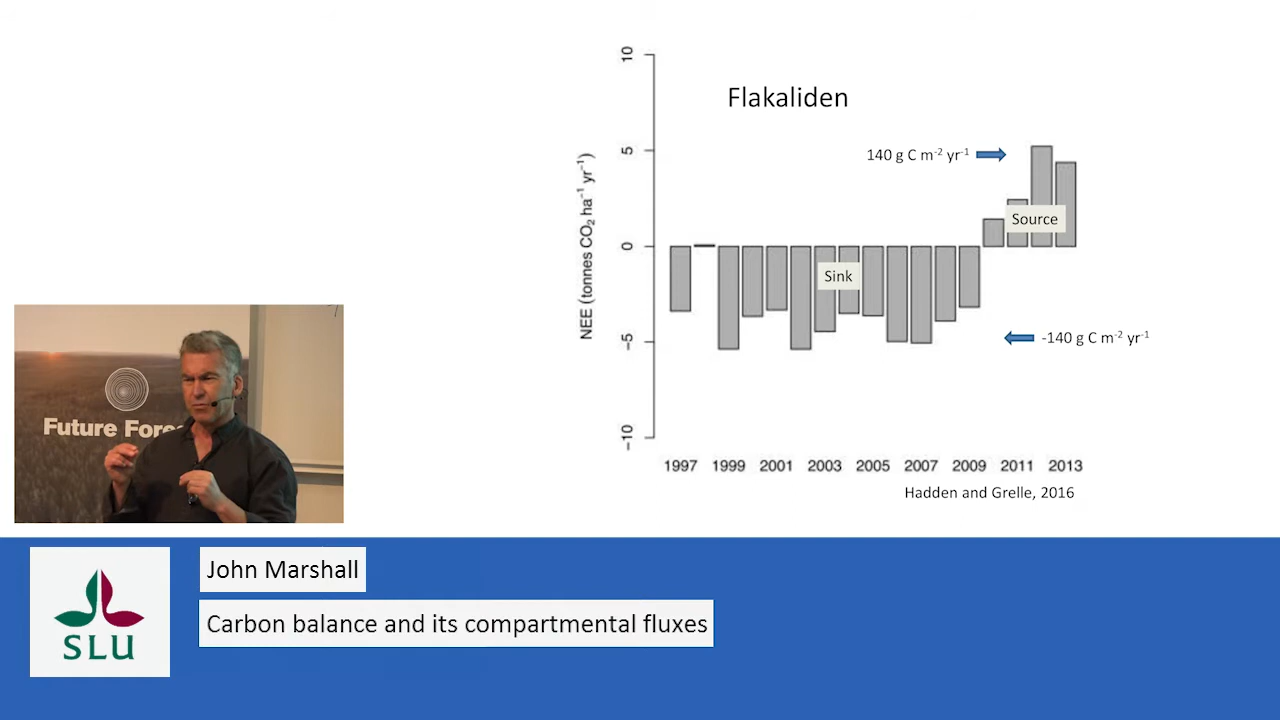 10
Flakaliden
140 g C m⁻² yr⁻¹
5
Source
NEE (tonnes CO₂ ha⁻¹ yr⁻¹)
0
Sink
-140 g C m⁻² yr⁻¹
−5
−10
1997 1999 2001 2003 2005 2007 2009 2011 2013
Hadden and Grelle, 2016
Future Fore
John Marshall
Carbon balance and its compartmental fluxes
SLU